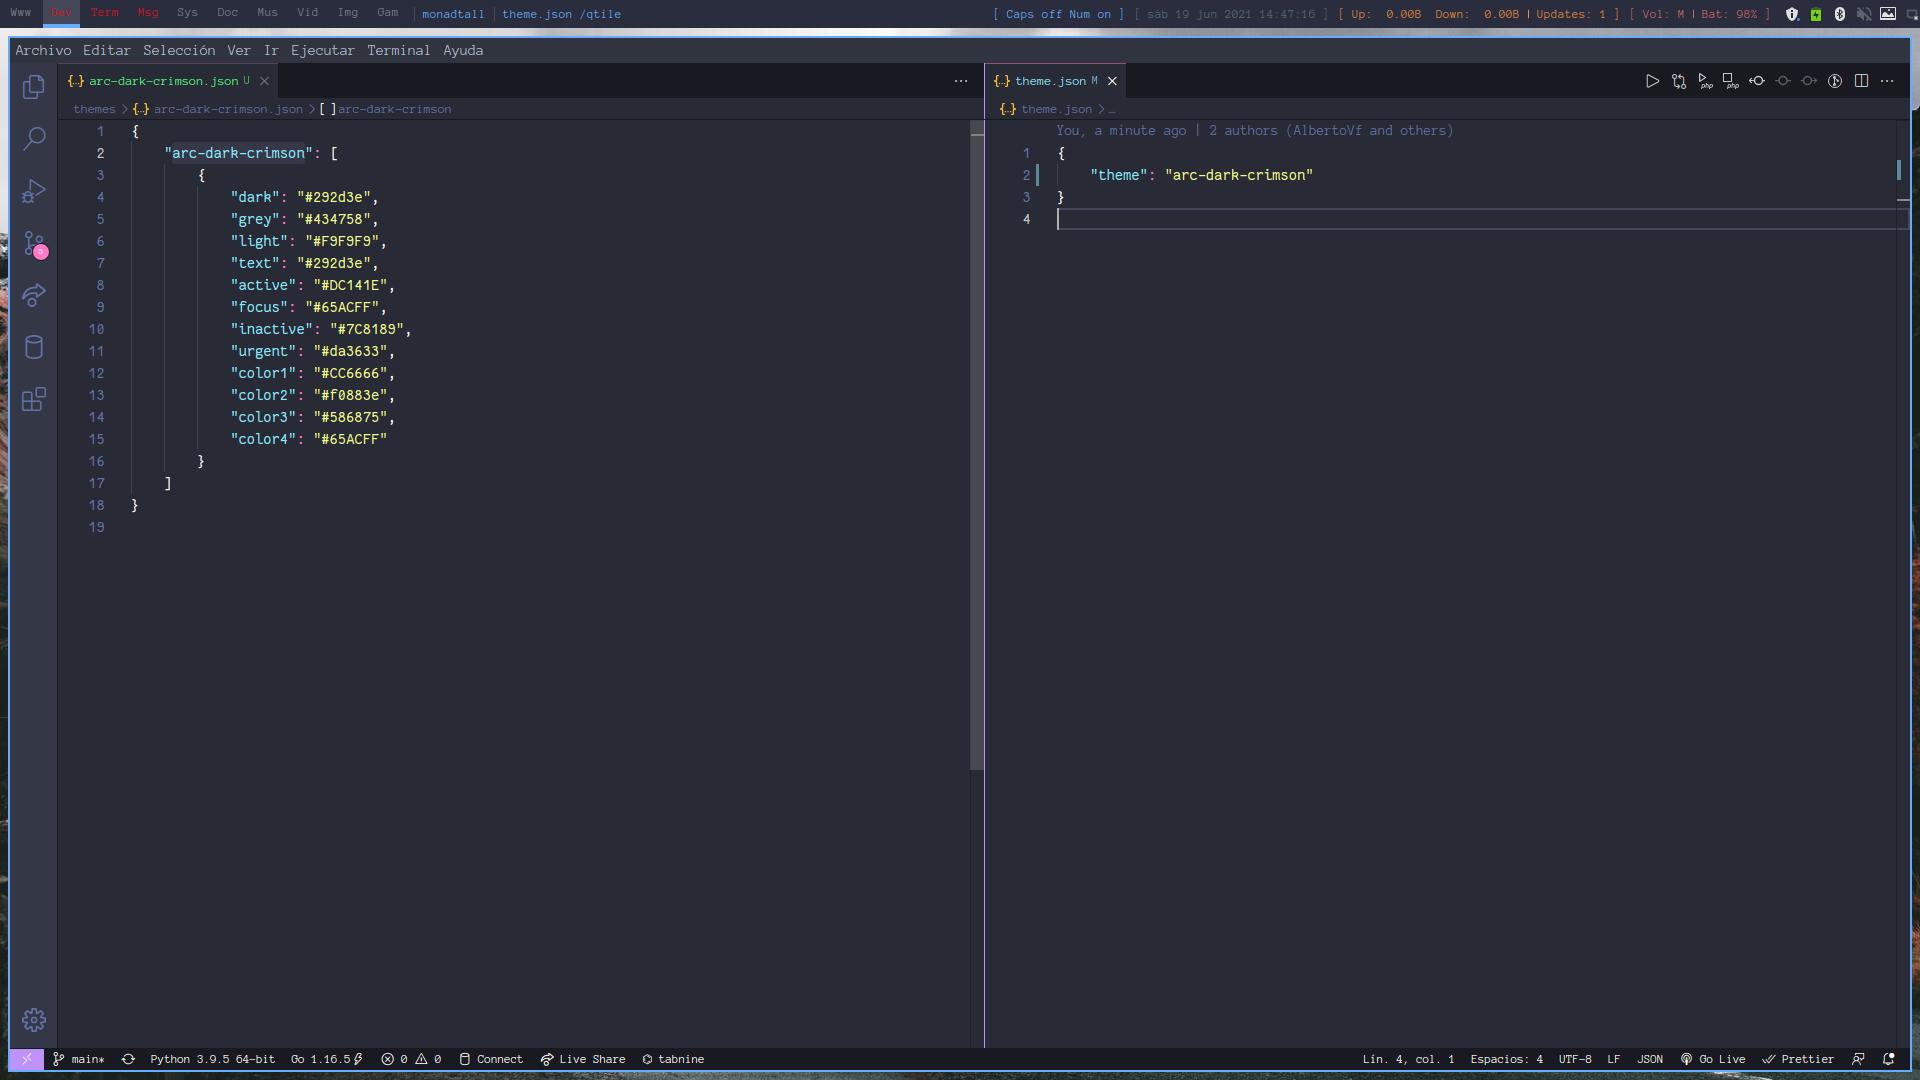 Www Dev Term Msg Sys Doc Mus Vid Img Gam monadtall theme.json /qtile [ Caps off Num on ] [ sáb 19 jun 2021 14:47:16 ] [ Up: 0.00B Down: 0.00B | Updates: 1 ] [ Vol: M | Bat: 98% ]
Archivo Editar Selección Ver Ir Ejecutar Terminal Ayuda
{..} arc-dark-crimson.json U
themes > {..} arc-dark-crimson.json > [ ] arc-dark-crimson
1 {
2 "arc-dark-crimson": [
3 {
4 "dark": "#292d3e",
5 "grey": "#434758",
6 "light": "#F9F9F9",
7 "text": "#292d3e",
8 "active": "#DC141E",
9 "focus": "#65ACFF",
10 "inactive": "#7C8189",
11 "urgent": "#da3633",
12 "color1": "#CC6666",
13 "color2": "#f0883e",
14 "color3": "#586875",
15 "color4": "#65ACFF"
16 }
17 ]
18 }
19
{..} theme.json M
php php
{..} theme.json > …
You, a minute ago | 2 authors (AlbertoVf and others)
1 {
2 "theme": "arc-dark-crimson"
3 }
4
main* Python 3.9.5 64-bit Go 1.16.5 0 0 Connect Live Share tabnine Lin. 4, col. 1 Espacios: 4 UTF-8 LF JSON Go Live Prettier